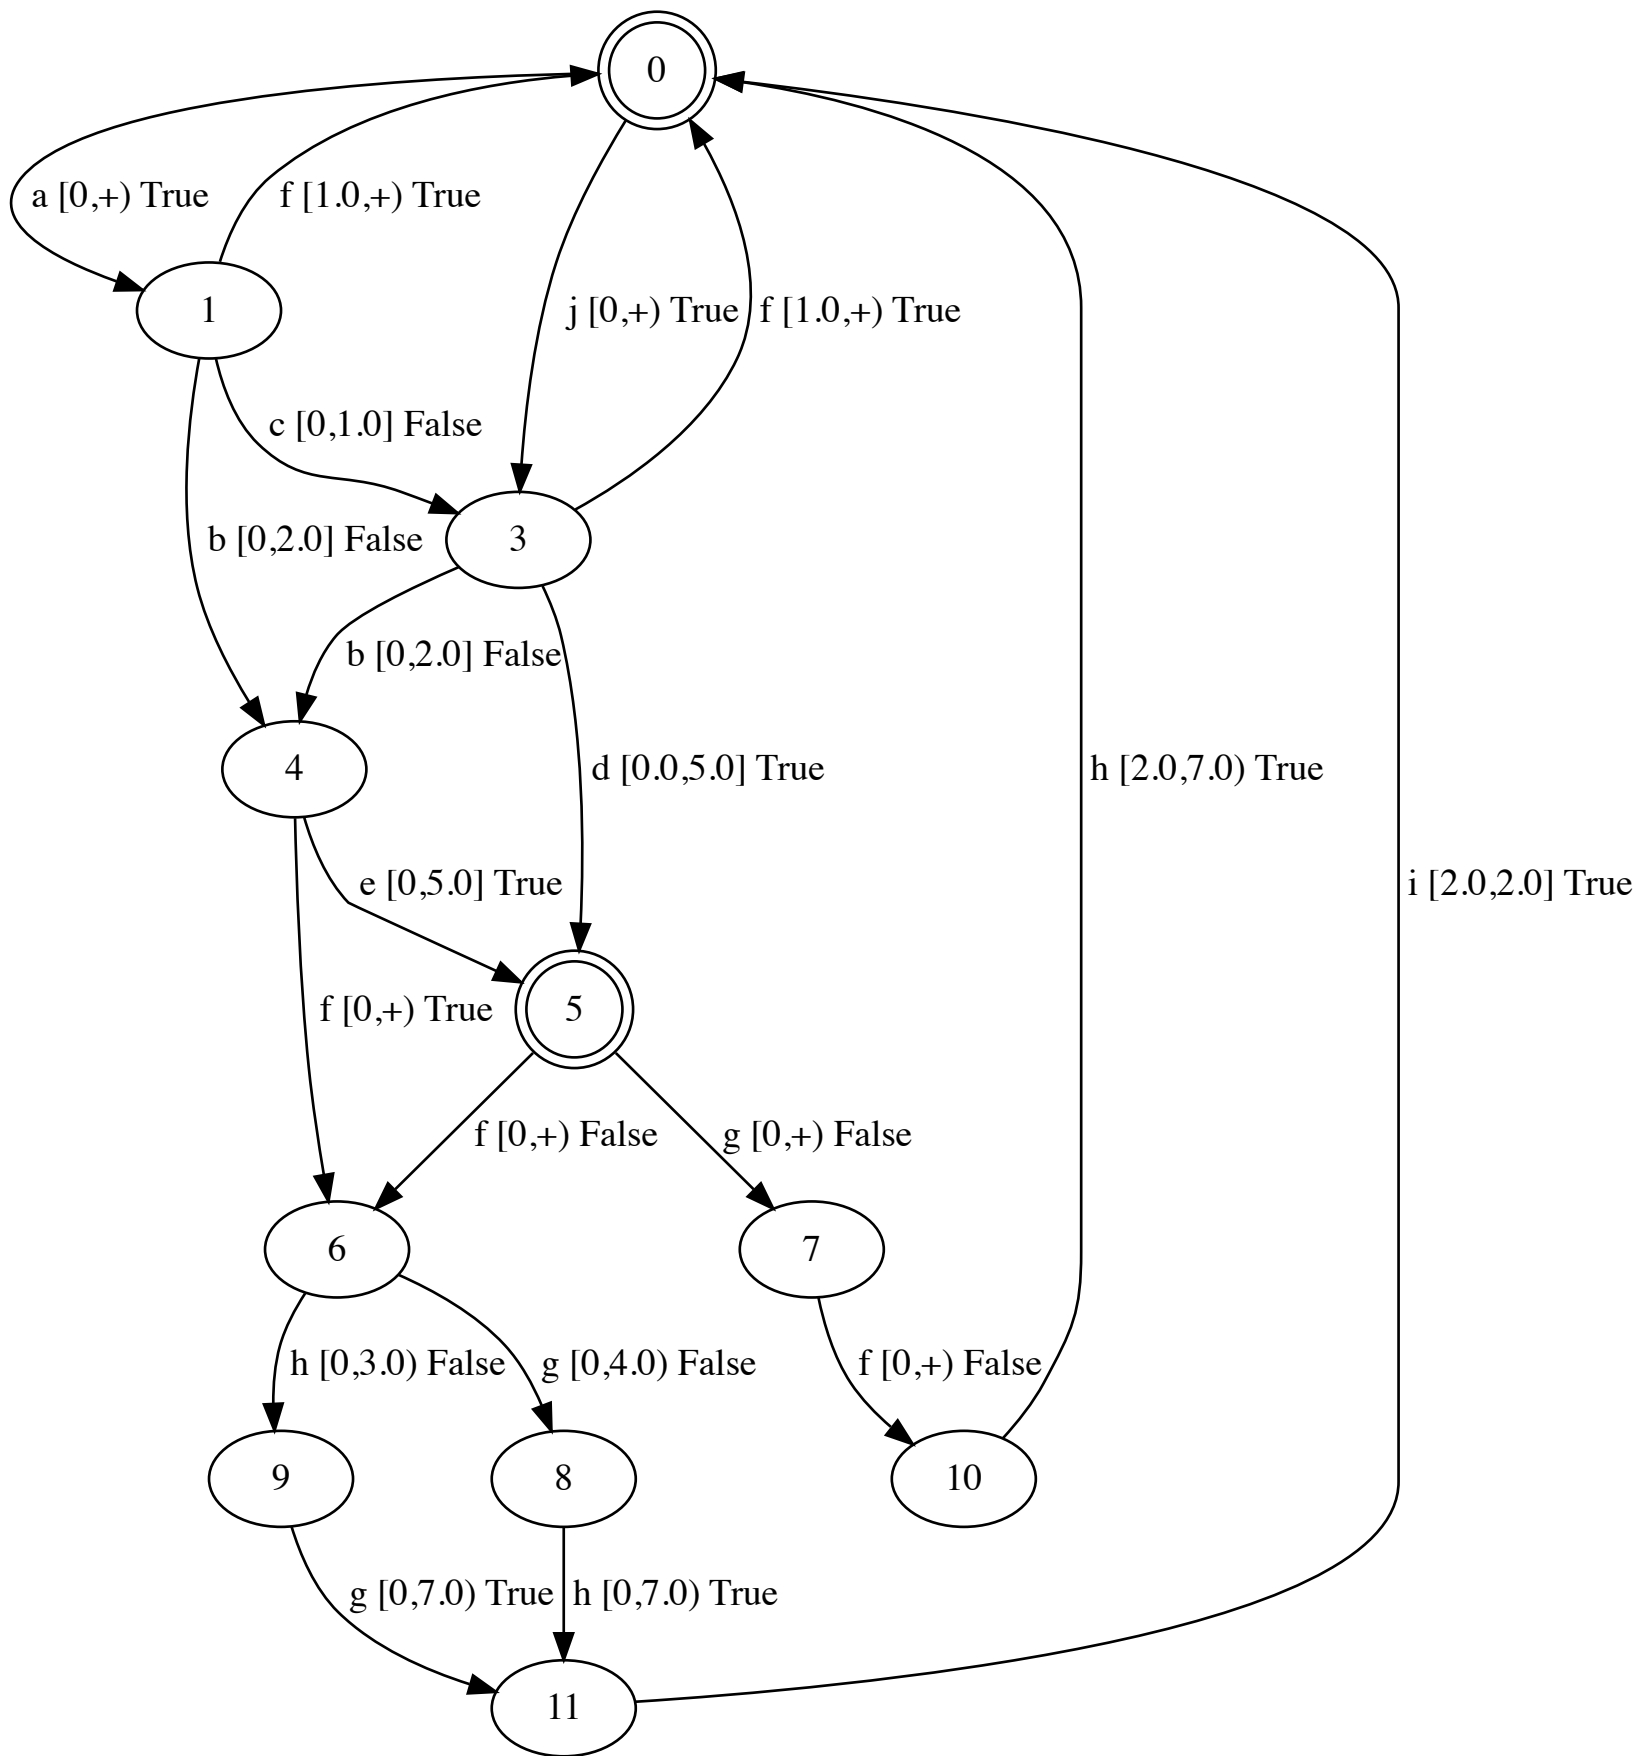 0
a [0,+) True
f [1.0,+) True
1
j [0,+) True
f [1.0,+) True
c [0,1.0] False
b [0,2.0] False
3
b [0,2.0] False
4
d [0.0,5.0] True
h [2.0,7.0) True
e [0,5.0] True
i [2.0,2.0] True
f [0,+) True
5
f [0,+) False
g [0,+) False
6
7
h [0,3.0) False
g [0,4.0) False
f [0,+) False
9
8
10
g [0,7.0) True
h [0,7.0) True
11